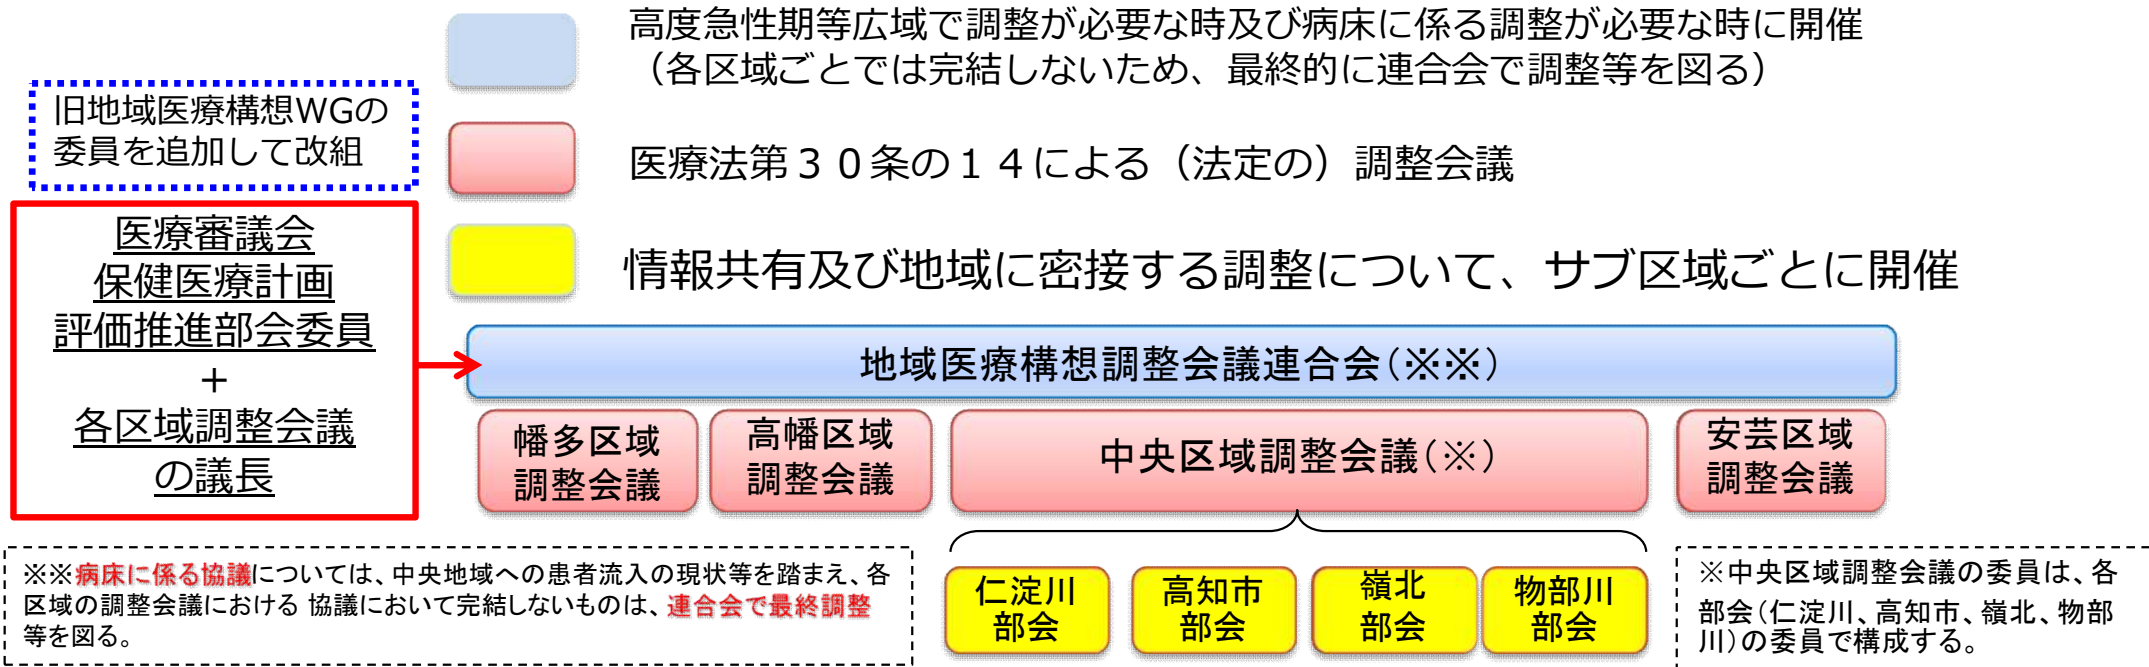 高度急性期等広域で調整が必要な時及び病床に係る調整が必要な時に開催
（各区域ごとでは完結しないため、最終的に連合会で調整等を図る）
旧地域医療構想WGの
委員を追加して改組
医療法第３０条の１４による（法定の）調整会議
医療審議会
保健医療計画
評価推進部会委員
+
各区域調整会議
の議長
情報共有及び地域に密接する調整について、サブ区域ごとに開催
地域医療構想調整会議連合会(※※)
幡多区域
調整会議
高幡区域
調整会議
中央区域調整会議(※)
安芸区域
調整会議
仁淀川
部会
高知市
部会
嶺北
部会
物部川
部会
※※病床に係る協議については、中央地域への患者流入の現状等を踏まえ、各
区域の調整会議における 協議において完結しないものは、連合会で最終調整
等を図る。
※中央区域調整会議の委員は、各
部会(仁淀川、高知市、嶺北、物部
川)の委員で構成する。